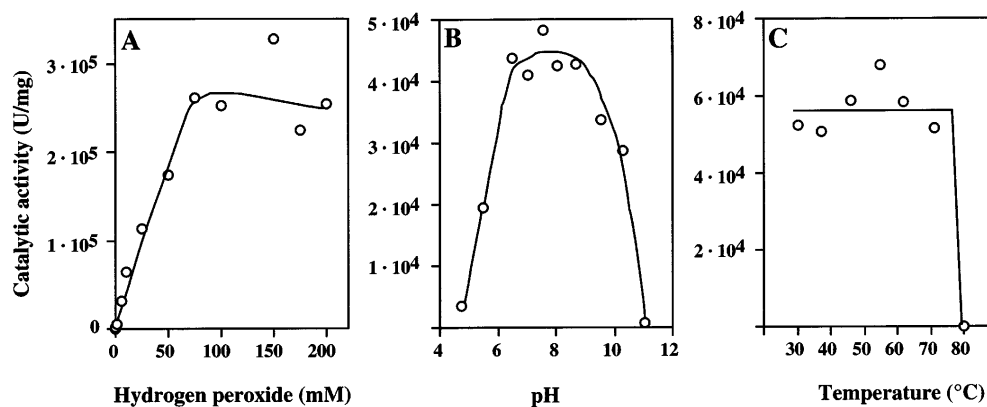 A
B
C
Catalytic activity (U/mg)
3·10⁵
2·10⁵
1·10⁵
0
0 50 100 150 200
Hydrogen peroxide (mM)
5·10⁴
4·10⁴
3·10⁴
2·10⁴
1·10⁴
4 6 8 10 12
pH
8·10⁴
6·10⁴
4·10⁴
2·10⁴
30 40 50 60 70 80
Temperature (°C)